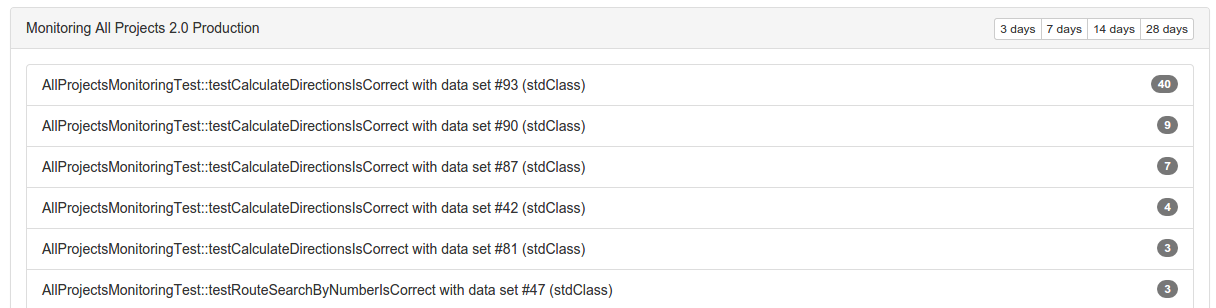 Monitoring All Projects 2.0 Production
3 days 7 days 14 days 28 days
AllProjectsMonitoringTest::testCalculateDirectionsIsCorrect with data set #93 (stdClass) 40
AllProjectsMonitoringTest::testCalculateDirectionsIsCorrect with data set #90 (stdClass) 9
AllProjectsMonitoringTest::testCalculateDirectionsIsCorrect with data set #87 (stdClass) 7
AllProjectsMonitoringTest::testCalculateDirectionsIsCorrect with data set #42 (stdClass) 4
AllProjectsMonitoringTest::testCalculateDirectionsIsCorrect with data set #81 (stdClass) 3
AllProjectsMonitoringTest::testRouteSearchByNumberIsCorrect with data set #47 (stdClass) 3